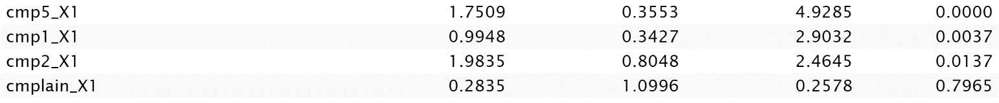 cmp5_X1 1.7509 0.3553 4.9285 0.0000
cmp1_X1 0.9948 0.3427 2.9032 0.0037
cmp2_X1 1.9835 0.8048 2.4645 0.0137
cmplain_X1 0.2835 1.0996 0.2578 0.7965